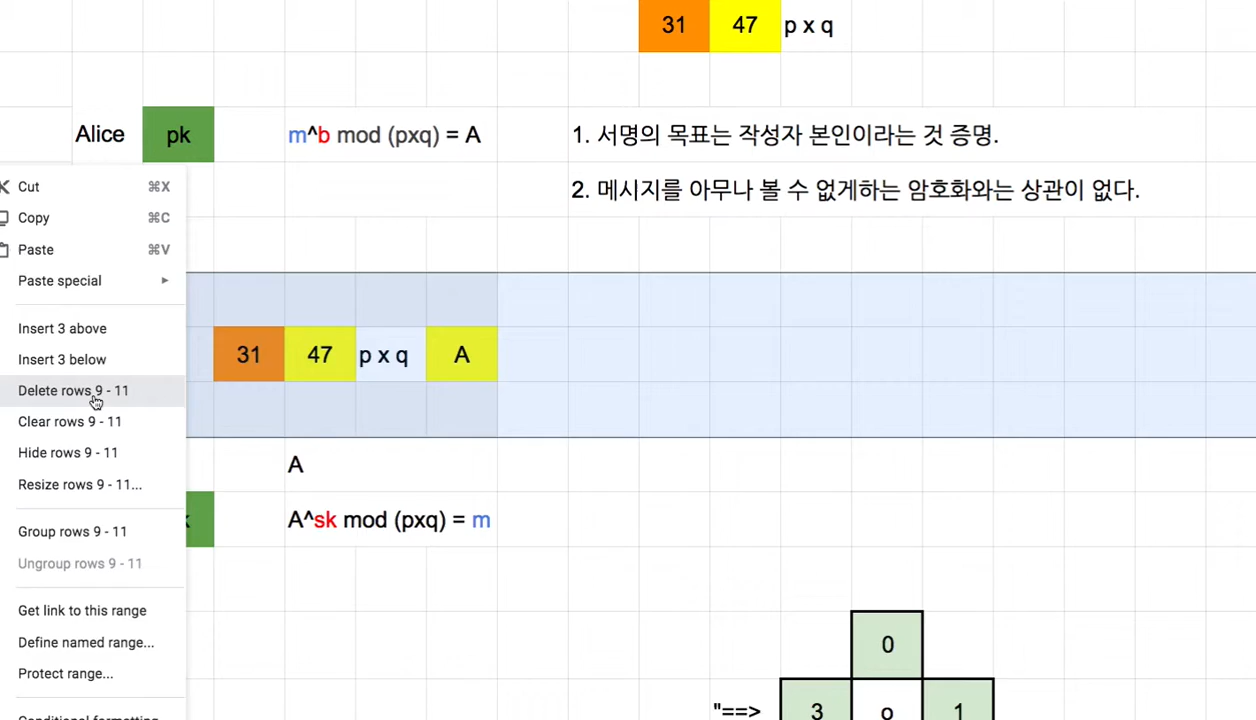 31 47 p x q
Alice pk m^b mod (pxq) = A 1. 서명의 목표는 작성자 본인이라는 것 증명.
2. 메시지를 아무나 볼 수 없게하는 암호화와는 상관이 없다.
Cut ⌘X
Copy ⌘C
Paste ⌘V
Paste special
Insert 3 above
Insert 3 below
31 47 p x q A
Delete rows 9 - 11
Clear rows 9 - 11
Hide rows 9 - 11
A
Resize rows 9 - 11...
A^sk mod (pxq) = m
Group rows 9 - 11
Ungroup rows 9 - 11
Get link to this range
Define named range...
0
Protect range...
"==> 3 o 1
Conditional formatting